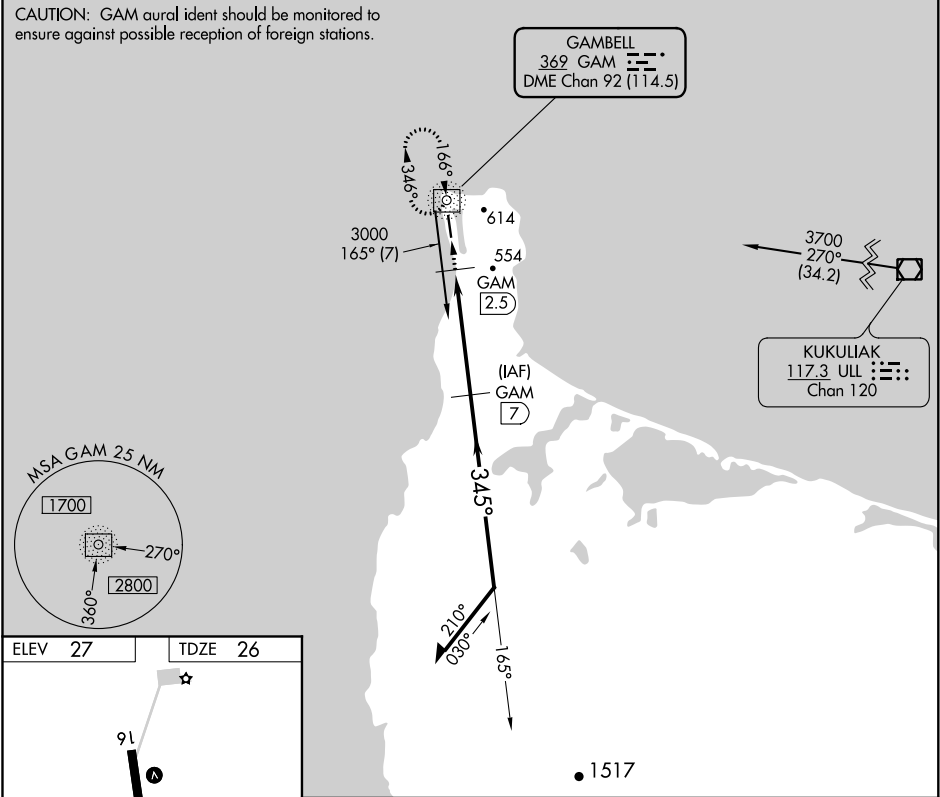 CAUTION: GAM aural ident should be monitored to
ensure against possible reception of foreign stations.
GAMBELL
369 GAM
DME Chan 92 (114.5)
166°
346°
614
3000
165° (7)
554
GAM
2.5
3700
270°
(34.2)
KUKULIAK
117.3 ULL
Chan 120
(IAF)
GAM
7
345°
MSA GAM 25 NM
1700
270°
2800
360°
210°
030°
165°
ELEV 27
TDZE 26
16
V
1517